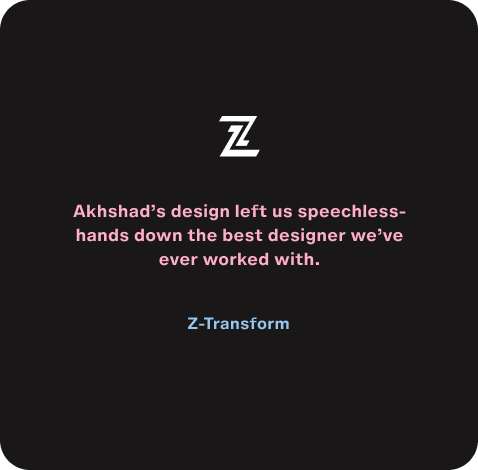 Akhshad’s design left us speechless-
hands down the best designer we’ve
ever worked with.
Z-Transform